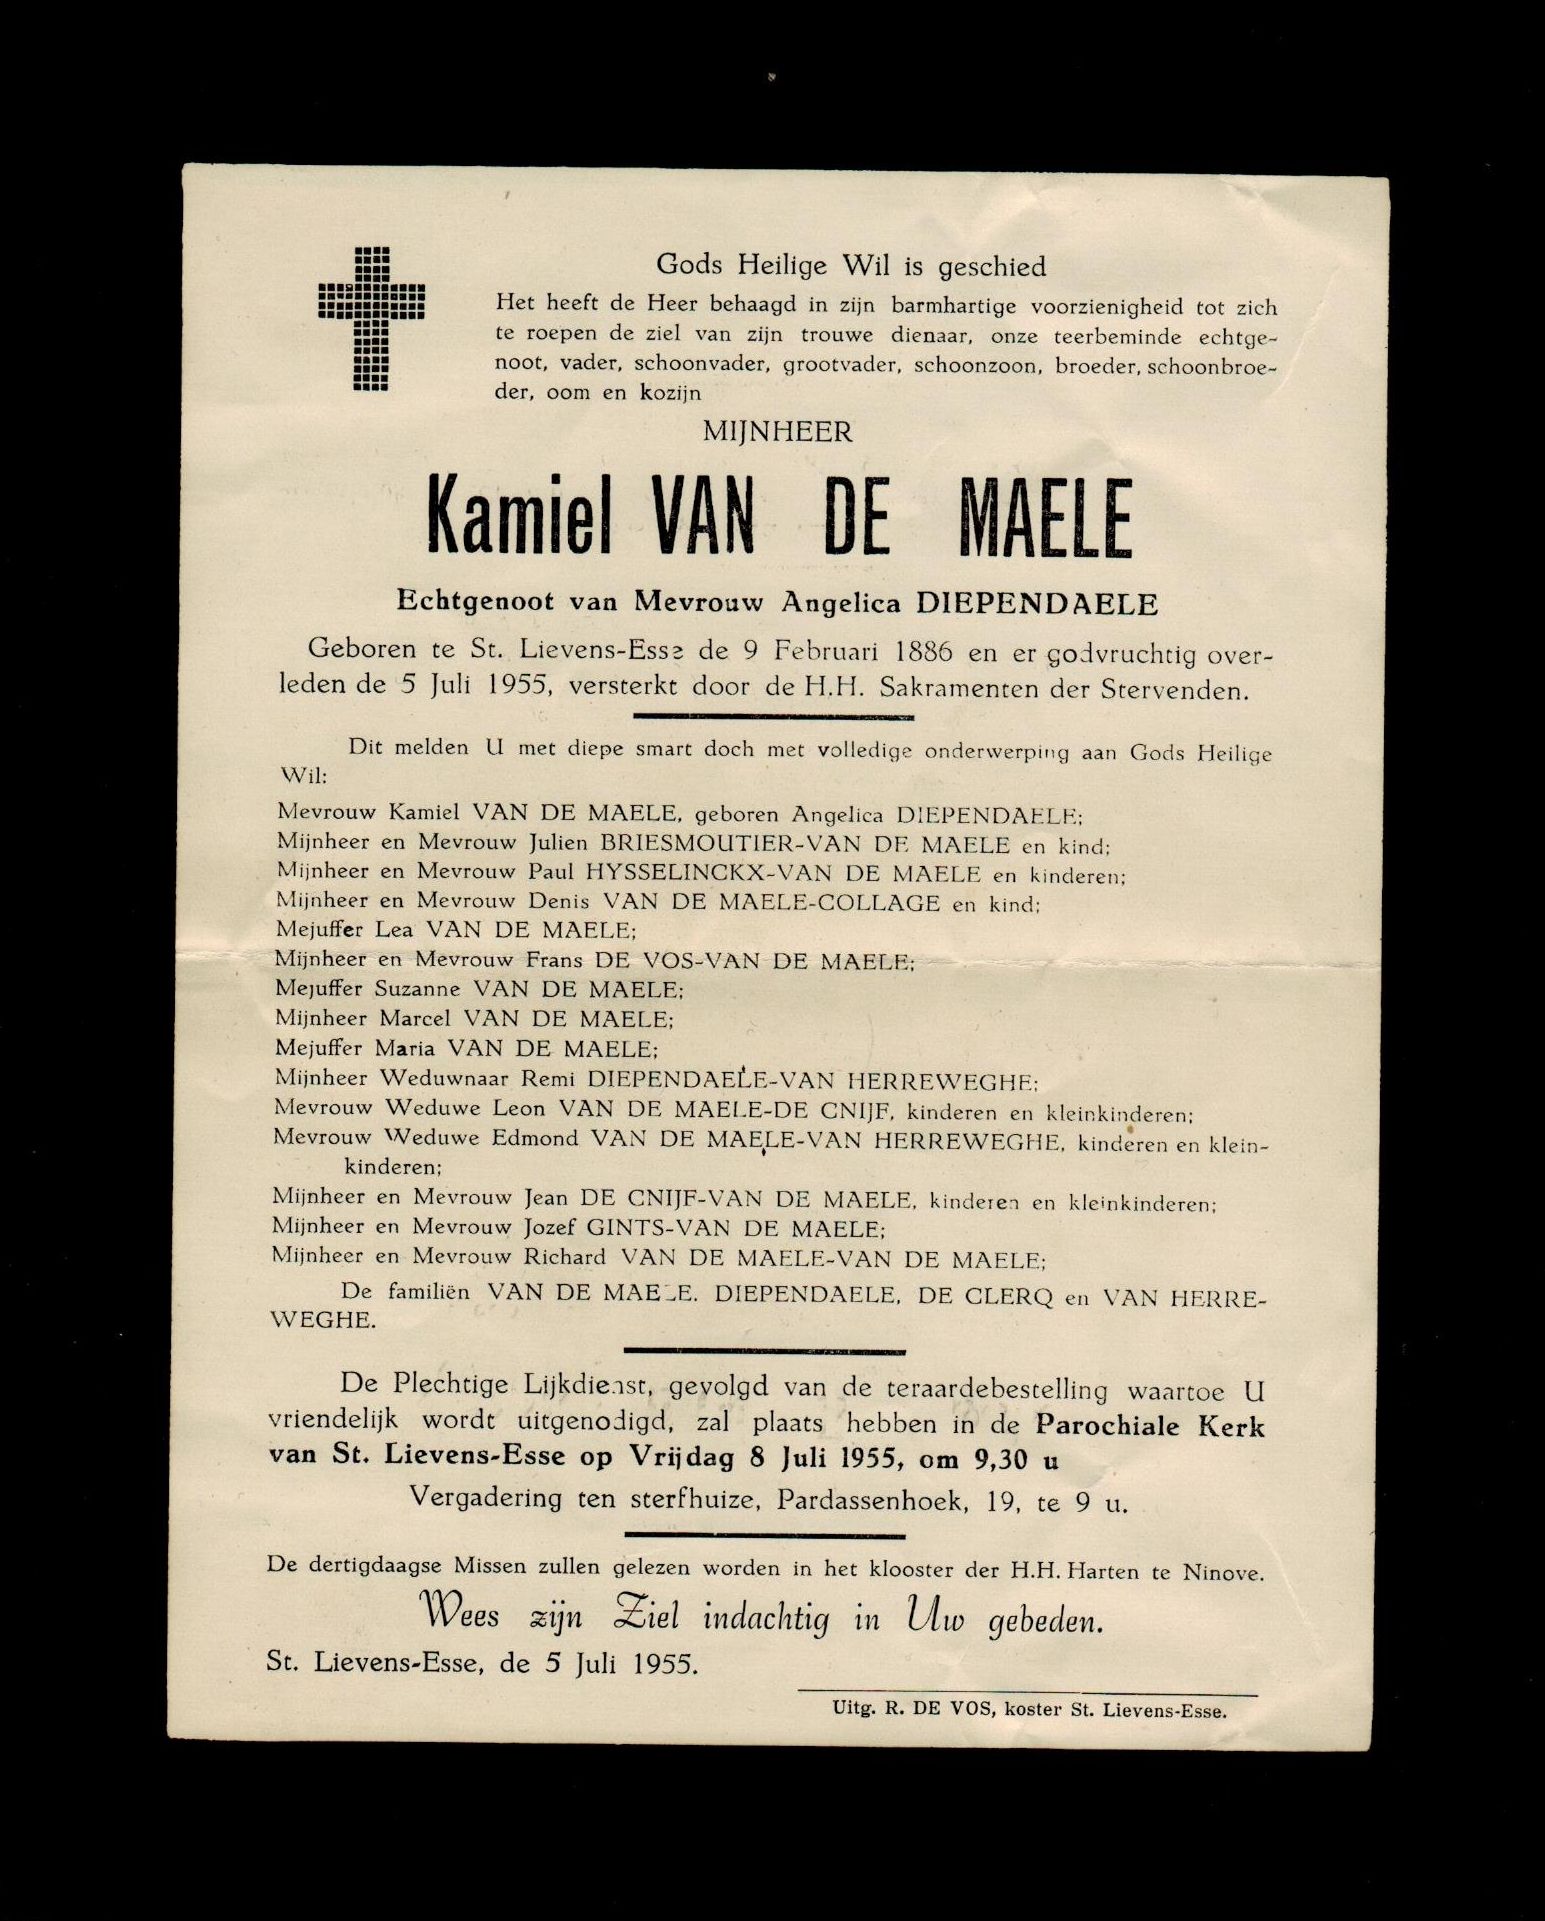 Gods Heilige Wil is geschied
Het heeft de Heer behaagd in zijn barmhartige voorzienigheid tot zich
te roepen de ziel van zijn trouwe dienaar, onze teerbeminde echtge-
noot, vader, schoonvader, grootvader, schoonzoon, broeder, schoonbroe-
der, oom en kozijn
MIJNHEER
Kamiel VAN DE MAELE
Echtgenoot van Mevrouw Angelica DIEPENDAELE
Geboren te St. Lievens-Esse de 9 Februari 1886 en er godvruchtig over-
leden de 5 Juli 1955, versterkt door de H.H. Sakramenten der Stervenden.
Dit melden U met diepe smart doch met volledige onderwerping aan Gods Heilige
Wil:
Mevrouw Kamiel VAN DE MAELE, geboren Angelica DIEPENDAELE;
Mijnheer en Mevrouw Julien BRIESMOUTIER-VAN DE MAELE en kind;
Mijnheer en Mevrouw Paul HYSSELINCKX-VAN DE MAELE en kinderen;
Mijnheer en Mevrouw Denis VAN DE MAELE-COLLAGE en kind;
Mejuffer Lea VAN DE MAELE;
Mijnheer en Mevrouw Frans DE VOS-VAN DE MAELE;
Mejuffer Suzanne VAN DE MAELE;
Mijnheer Marcel VAN DE MAELE;
Mejuffer Maria VAN DE MAELE;
Mijnheer Weduwnaar Remi DIEPENDAELE-VAN HERREWEGHE;
Mevrouw Weduwe Leon VAN DE MAELE-DE CNIJF, kinderen en kleinkinderen;
Mevrouw Weduwe Edmond VAN DE MAELE-VAN HERREWEGHE, kinderen en klein-
kinderen;
Mijnheer en Mevrouw Jean DE CNIJF-VAN DE MAELE, kinderen en kleinkinderen;
Mijnheer en Mevrouw Jozef GINTS-VAN DE MAELE;
Mijnheer en Mevrouw Richard VAN DE MAELE-VAN DE MAELE;
De familiën VAN DE MAELE. DIEPENDAELE, DE CLERQ en VAN HERRE-
WEGHE.
De Plechtige Lijkdienst, gevolgd van de teraardebestelling waartoe U
vriendelijk wordt uitgenodigd, zal plaats hebben in de Parochiale Kerk
van St. Lievens-Esse op Vrijdag 8 Juli 1955, om 9,30 u
Vergadering ten sterfhuize, Pardassenhoek, 19, te 9 u.
De dertigdaagse Missen zullen gelezen worden in het klooster der H.H. Harten te Ninove.
Wees zijn Ziel indachtig in Uw gebeden.
St. Lievens-Esse, de 5 Juli 1955.
Uitg. R. DE VOS, koster St. Lievens-Esse.